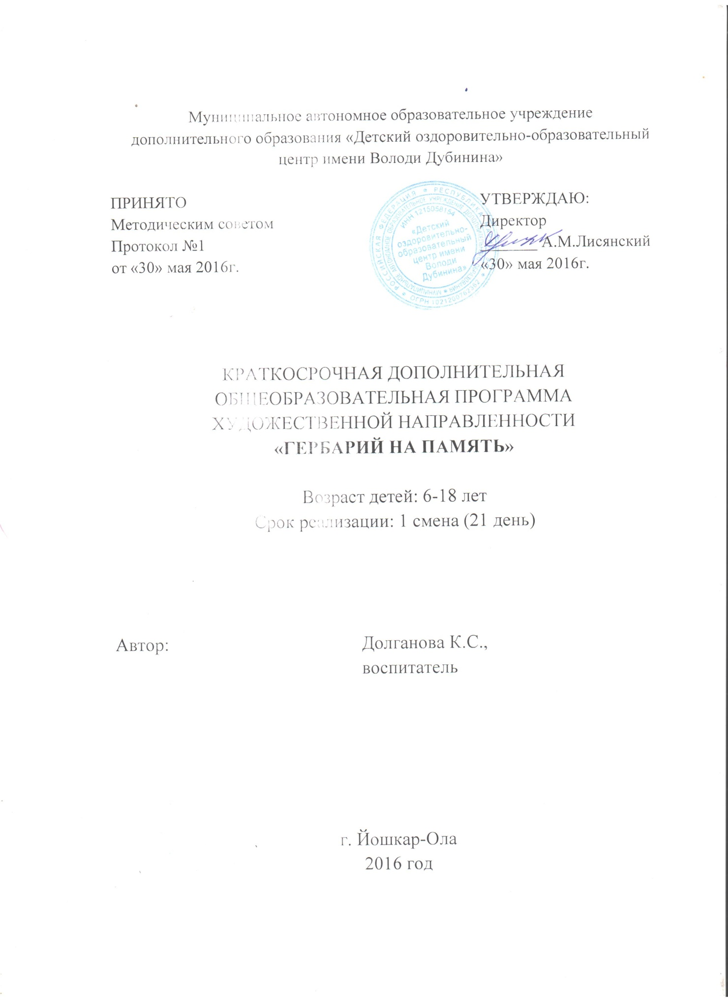 Муниципальное автономное образовательное учреждение
дополнительного образования «Детский оздоровительно-образовательный
центр имени Володи Дубинина»
ПРИНЯТО
Методическим советом
Протокол №1
от «30» мая 2016г.
УТВЕРЖДАЮ:
Директор
А.М.Лисянский
«30» мая 2016г.
РОССИЙСКАЯ ФЕДЕРАЦИЯ РЕСПУБЛИКА
МУНИЦИПАЛЬНОЕ АВТОНОМНОЕ ОБРАЗОВАТЕЛЬНОЕ УЧРЕЖДЕНИЕ ДОПОЛНИТЕЛЬНОГО ОБРАЗОВАНИЯ
ИНН 1215058154
ОГРН 1021200762362
«Детский
оздоровительно-
образовательный
центр имени
Володи
Дубинина»
КРАТКОСРОЧНАЯ ДОПОЛНИТЕЛЬНАЯ
ОБЩЕОБРАЗОВАТЕЛЬНАЯ ПРОГРАММА
ХУДОЖЕСТВЕННОЙ НАПРАВЛЕННОСТИ
«ГЕРБАРИЙ НА ПАМЯТЬ»
Возраст детей: 6-18 лет
Срок реализации: 1 смена (21 день)
Автор:
Долганова К.С.,
воспитатель
г. Йошкар-Ола
2016 год